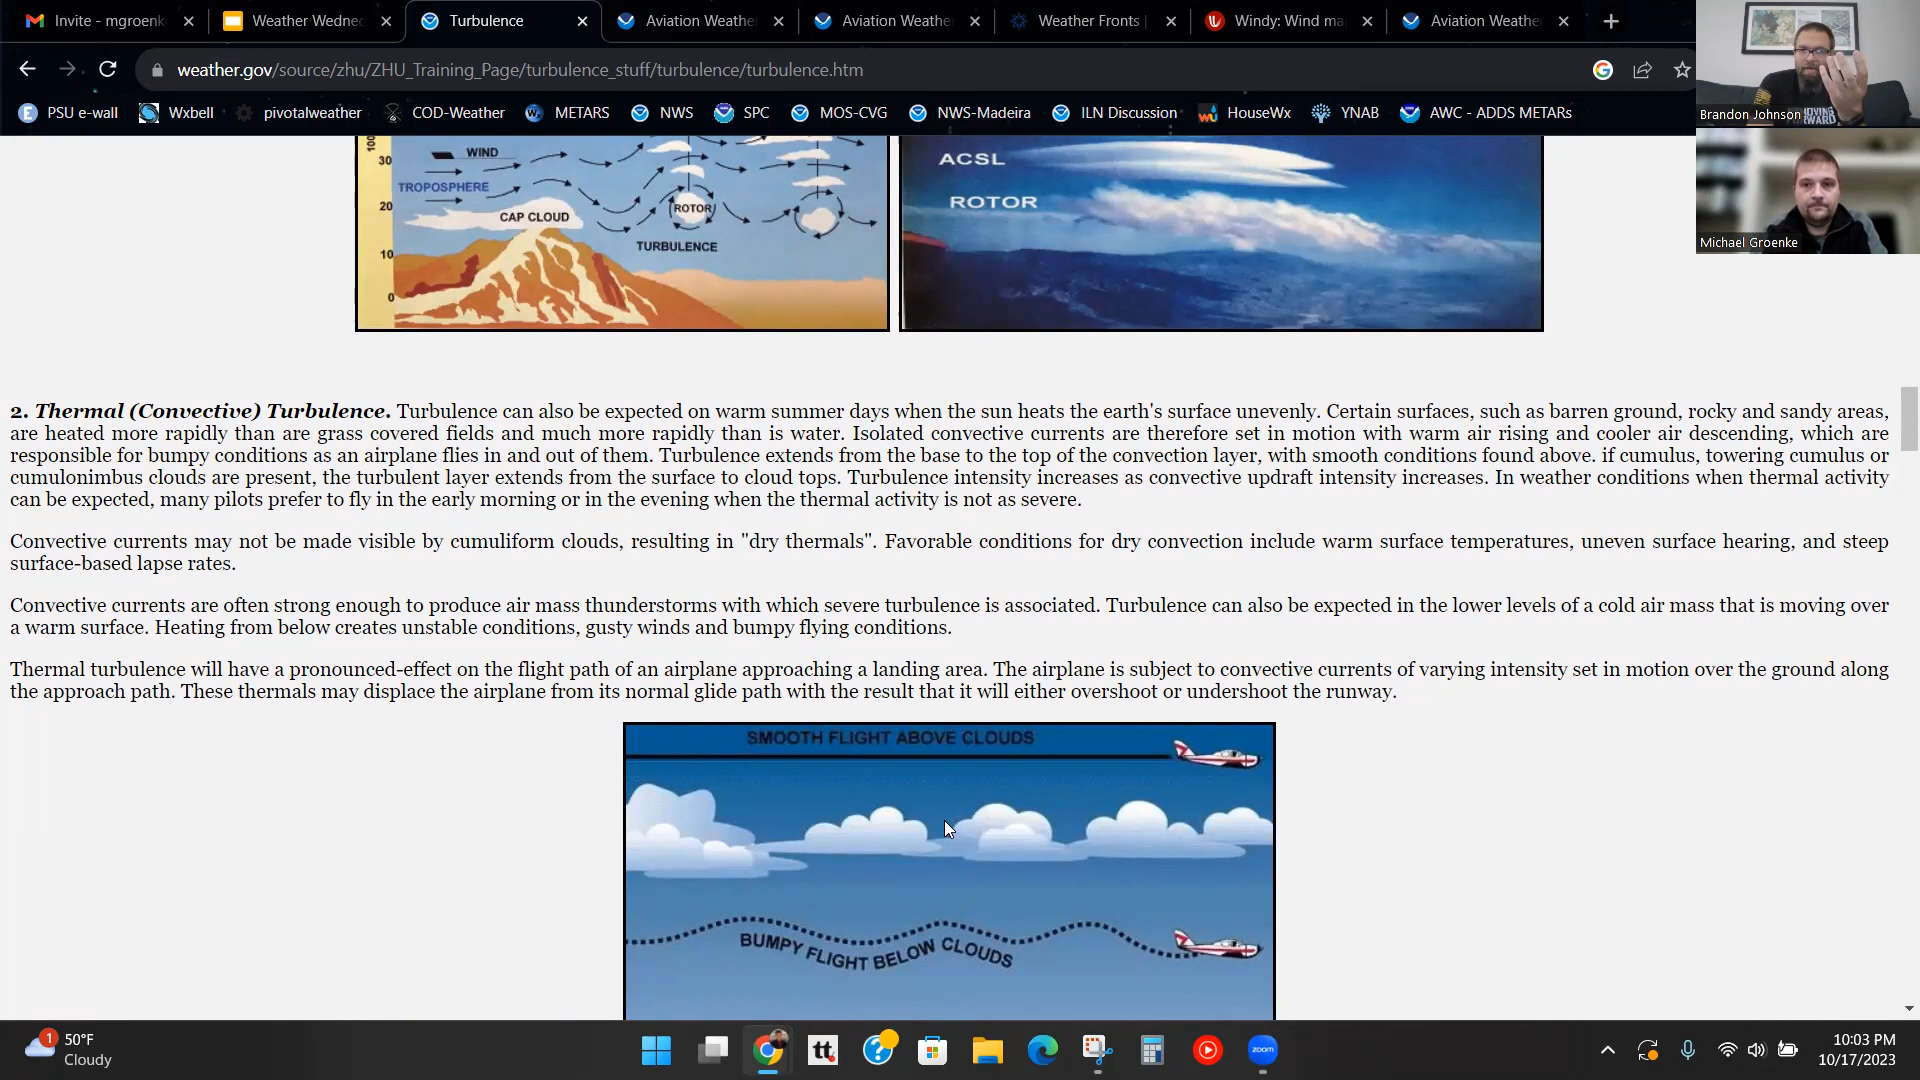 Invite - mgroenk
Weather Wedne
Turbulence
Aviation Weathe
Aviation Weathe
Weather Fronts |
Windy: Wind ma
Aviation Weathe
weather.gov/source/zhu/ZHU_Training_Page/turbulence_stuff/turbulence/turbulence.htm
PSU e-wall
Wxbell
pivotalweather
COD-Weather
METARS
NWS
SPC
MOS-CVG
NWS-Madeira
ILN Discussion
HouseWx
YNAB
AWC - ADDS METARs
Brandon Johnson
MOVING
FORWARD
Michael Groenke
30
20
10
0
WIND
TROPOSPHERE
CAP CLOUD
ROTOR
TURBULENCE
ACSL
ROTOR
2. Thermal (Convective) Turbulence. Turbulence can also be expected on warm summer days when the sun heats the earth's surface unevenly. Certain surfaces, such as barren ground, rocky and sandy areas,
are heated more rapidly than are grass covered fields and much more rapidly than is water. Isolated convective currents are therefore set in motion with warm air rising and cooler air descending, which are
responsible for bumpy conditions as an airplane flies in and out of them. Turbulence extends from the base to the top of the convection layer, with smooth conditions found above. if cumulus, towering cumulus or
cumulonimbus clouds are present, the turbulent layer extends from the surface to cloud tops. Turbulence intensity increases as convective updraft intensity increases. In weather conditions when thermal activity
can be expected, many pilots prefer to fly in the early morning or in the evening when the thermal activity is not as severe.
Convective currents may not be made visible by cumuliform clouds, resulting in "dry thermals". Favorable conditions for dry convection include warm surface temperatures, uneven surface hearing, and steep
surface-based lapse rates.
Convective currents are often strong enough to produce air mass thunderstorms with which severe turbulence is associated. Turbulence can also be expected in the lower levels of a cold air mass that is moving over
a warm surface. Heating from below creates unstable conditions, gusty winds and bumpy flying conditions.
Thermal turbulence will have a pronounced-effect on the flight path of an airplane approaching a landing area. The airplane is subject to convective currents of varying intensity set in motion over the ground along
the approach path. These thermals may displace the airplane from its normal glide path with the result that it will either overshoot or undershoot the runway.
SMOOTH FLIGHT ABOVE CLOUDS
BUMPY FLIGHT BELOW CLOUDS
1
50°F
Cloudy
tt
zoom
10:03 PM
10/17/2023